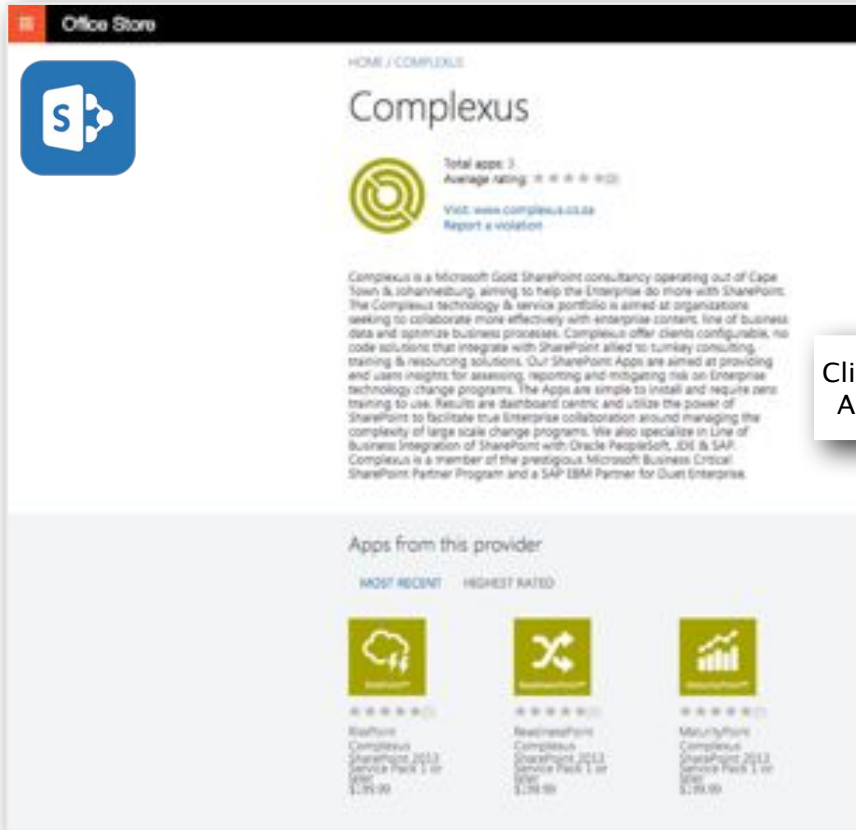 Office Store
S
HOME / COMPLEXUS
Complexus
Total apps: 3
Average rating:
Visit: www.complexus.co.za
Report a violation
Complexus is a Microsoft Gold SharePoint consultancy operating out of Cape
Town & Johannesburg, aiming to help the Enterprise do more with SharePoint.
The Complexus technology & service portfolio is aimed at organizations
seeking to collaborate more effectively with enterprise content, line of business
data and optimize business processes. Complexus offer clients configurable, no
code solutions that integrate with SharePoint allied to turnkey consulting,
training & resourcing solutions. Our SharePoint Apps are aimed at providing
end users insights for assessing, reporting and mitigating risk on Enterprise
technology change programs. The Apps are simple to install and require zero
training to use. Results are dashboard centric and utilize the power of
SharePoint to facilitate true Enterprise collaboration around managing the
complexity of large scale change programs. We also specialize in Line of
Business Integration of SharePoint with Oracle PeopleSoft, JDE & SAP.
Complexus is a member of the prestigious Microsoft Business Critical
SharePoint Partner Program and a SAP EBM Partner for Duet Enterprise.
Cli
A
Apps from this provider
MOST RECENT HIGHEST RATED
RiskPoint
Complexus
SharePoint 2013
Service Pack 1 or
later
ReadinessPoint
Complexus
SharePoint 2013
Service Pack 1 or
later
MaturityPoint
Complexus
SharePoint 2013
Service Pack 1 or
later